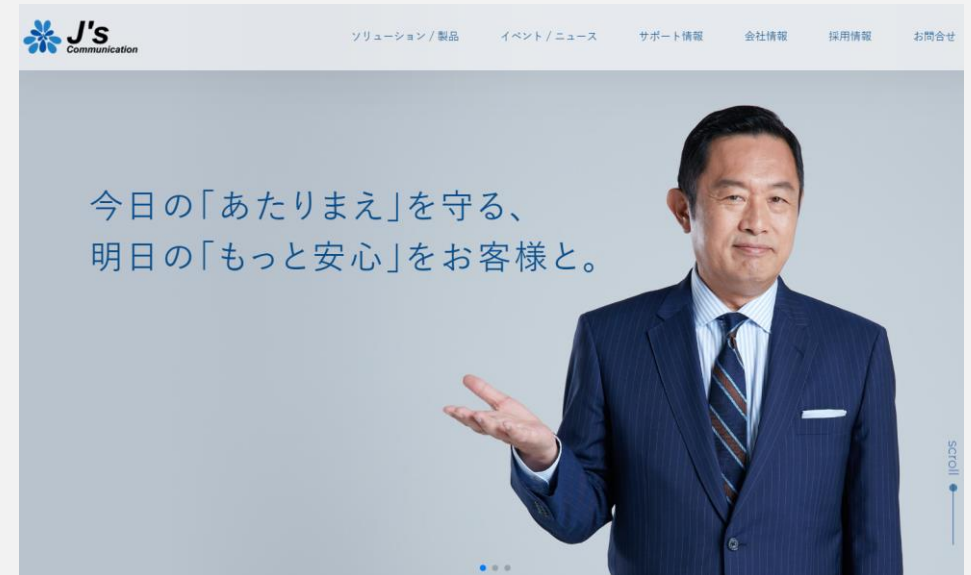 J's
Communication
ソリューション / 製品 イベント / ニュース サポート情報 会社情報 採用情報 お問合せ
今日の「あたりまえ」を守る、
明日の「もっと安心」をお客様と。
scroll